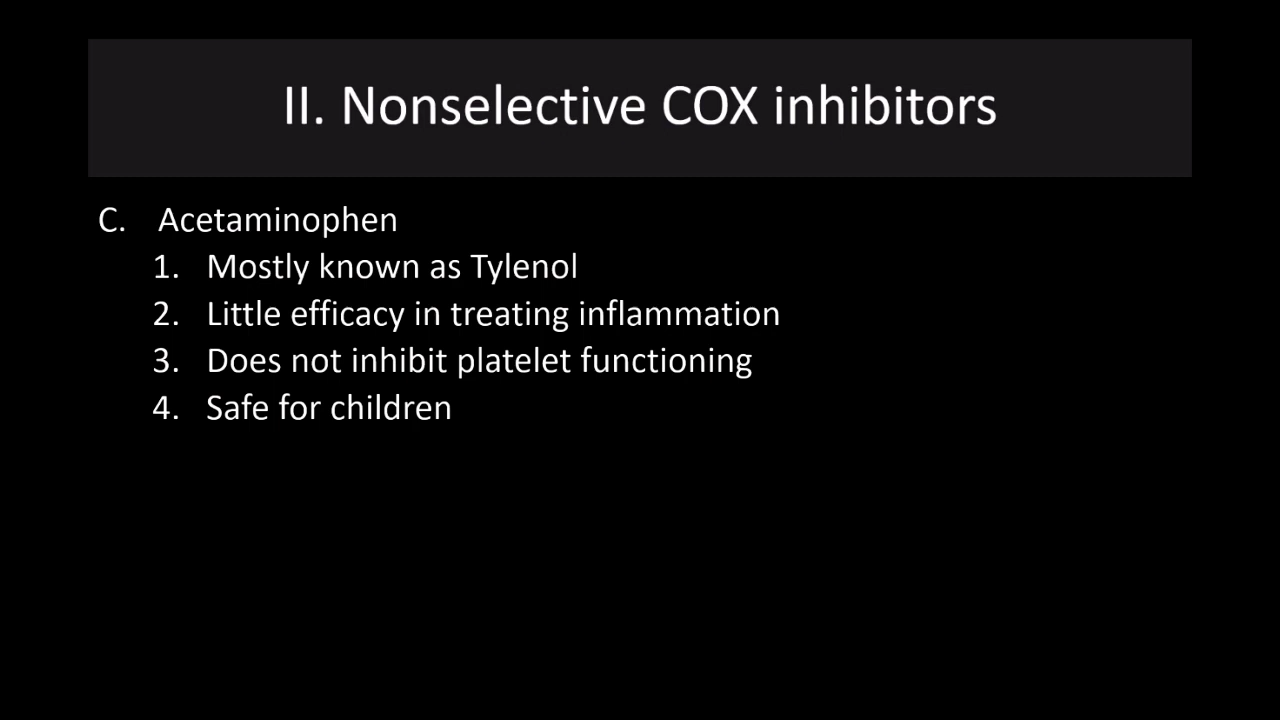 II. Nonselective COX inhibitors
C. Acetaminophen
1. Mostly known as Tylenol
2. Little efficacy in treating inflammation
3. Does not inhibit platelet functioning
4. Safe for children